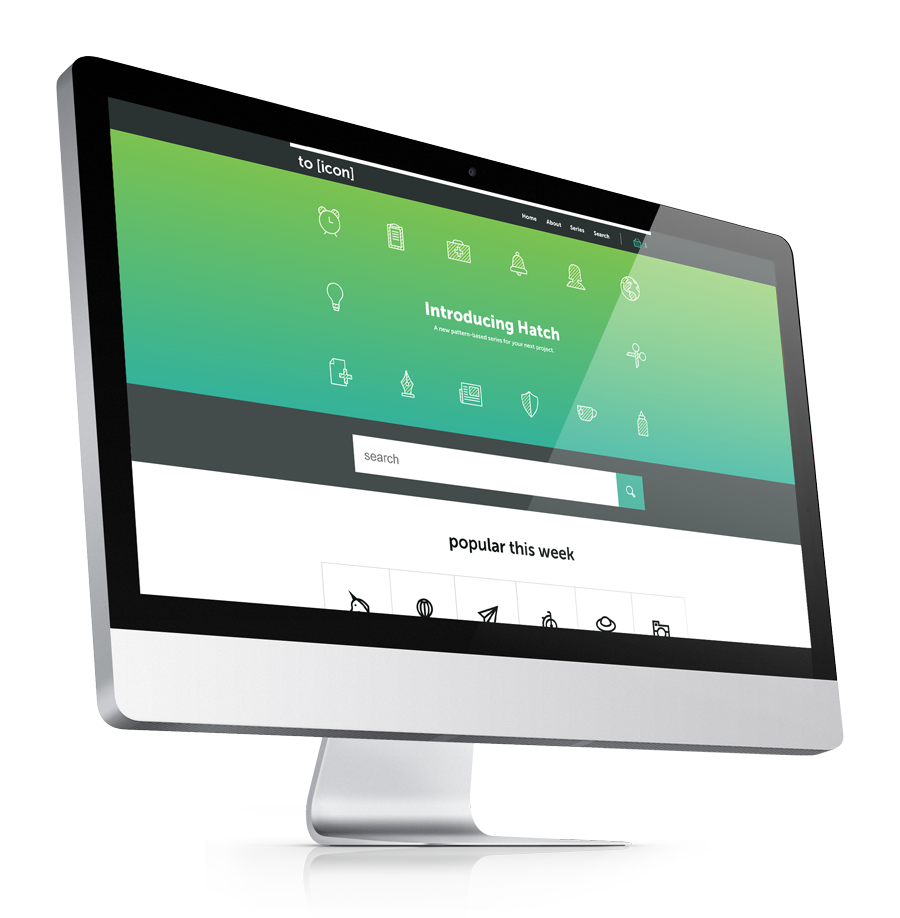 to [icon]
Home About Series Search
Introducing Hatch
A new pattern-based series for your next project.
search
popular this week